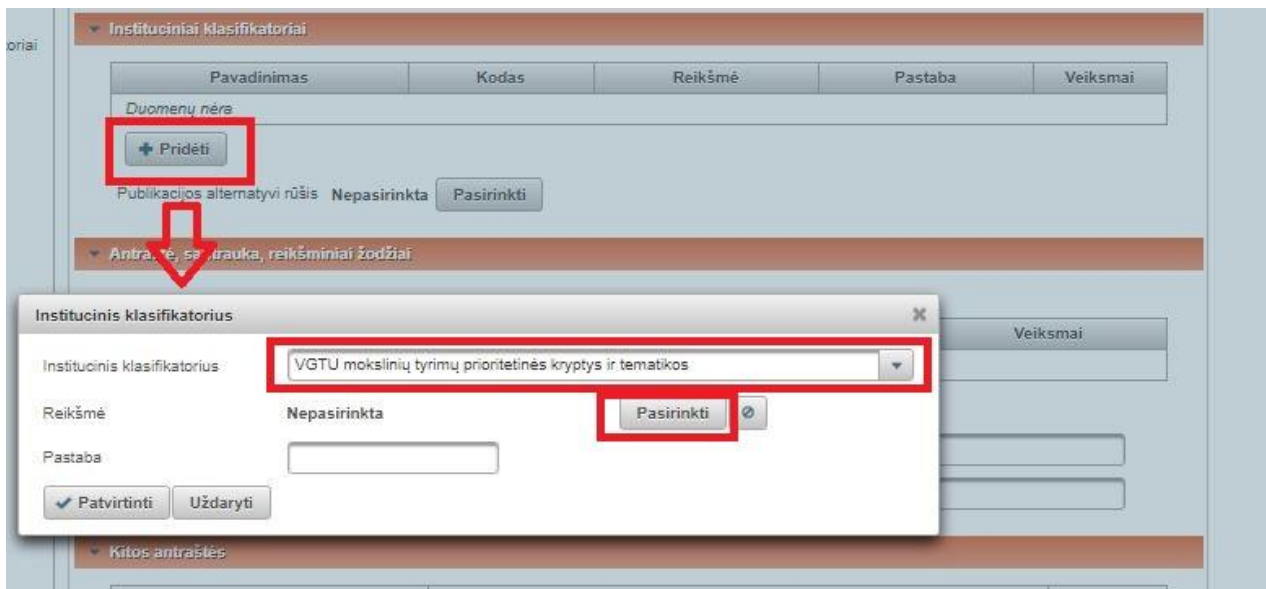 Instituciniai klasifikatoriai
oriai
Pavadinimas Kodas Reikšmė Pastaba Veiksmai
Duomenų nėra
Pridėti
Publikacijos alternatyvi rūšis Nepasirinkta Pasirinkti
reikšminiai žodžiai
Institucinis klasifikatorius
Veiksmai
Institucinis klasifikatorius VGTU mokslinių tyrimų prioritetinės kryptys ir tematikos
Reikšmė Nepasirinkta Pasirinkti
Pastaba
Patvirtinti Uždaryti
Kitos antraštės